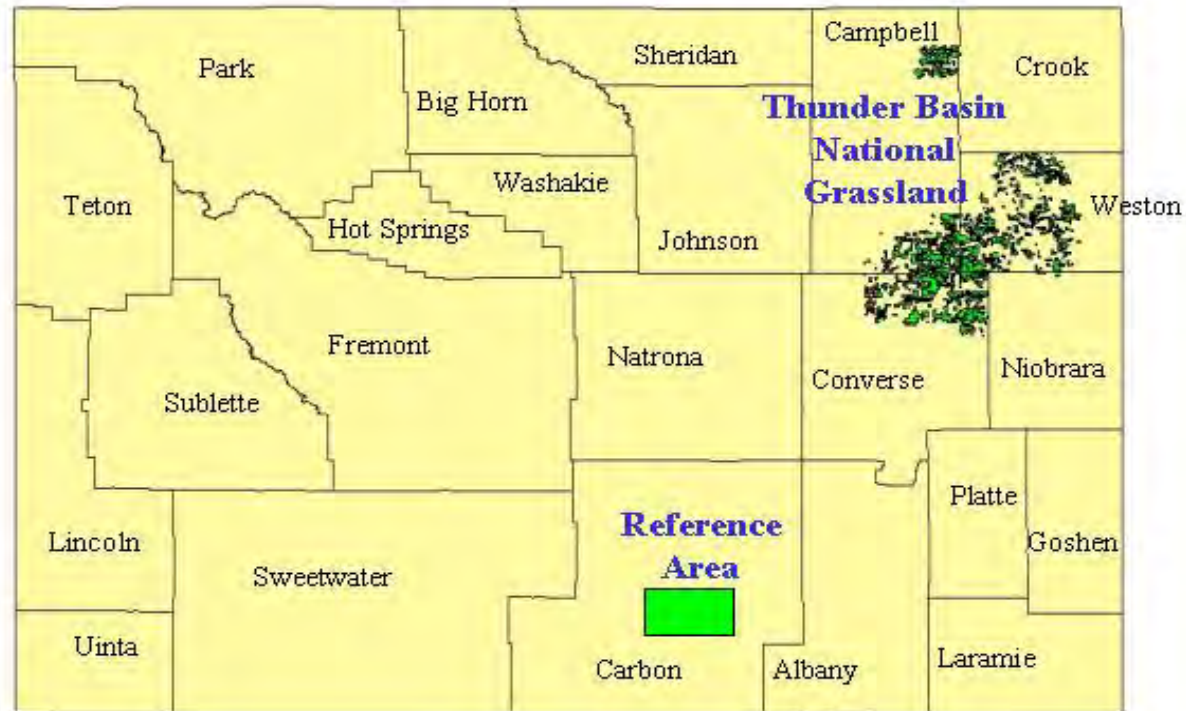 Campbell
Sheridan
Park
Crook
Big Horn
Thunder Basin
National
Grassland
Washakie
Teton
Weston
Hot Springs
Johnson
Fremont
Natrona
Niobrara
Converse
Sublette
Platte
Reference
Area
Lincoln
Goshen
Sweetwater
Uinta
Carbon
Albany
Laramie